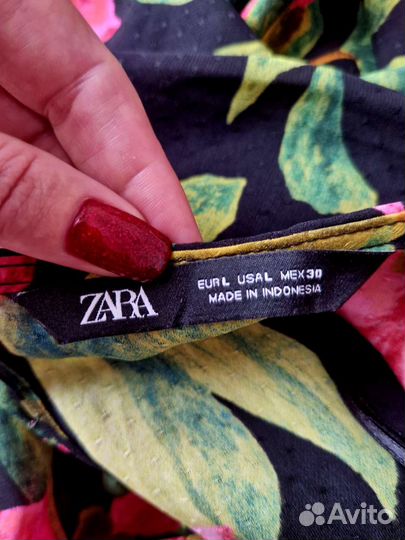 ZARA
EUR L USA L MEX 30
MADE IN INDONESIA
Avito